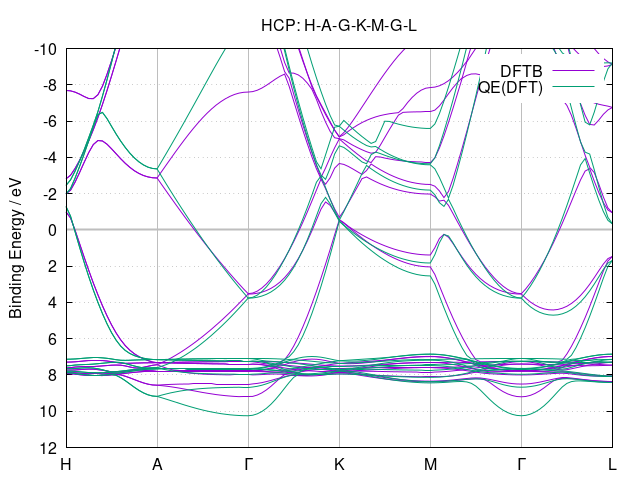 HCP: H-A-G-K-M-G-L
DFTB
QE(DFT)
Binding Energy / eV
-10
-8
-6
-4
-2
0
2
4
6
8
10
12
H A Γ K M Γ L